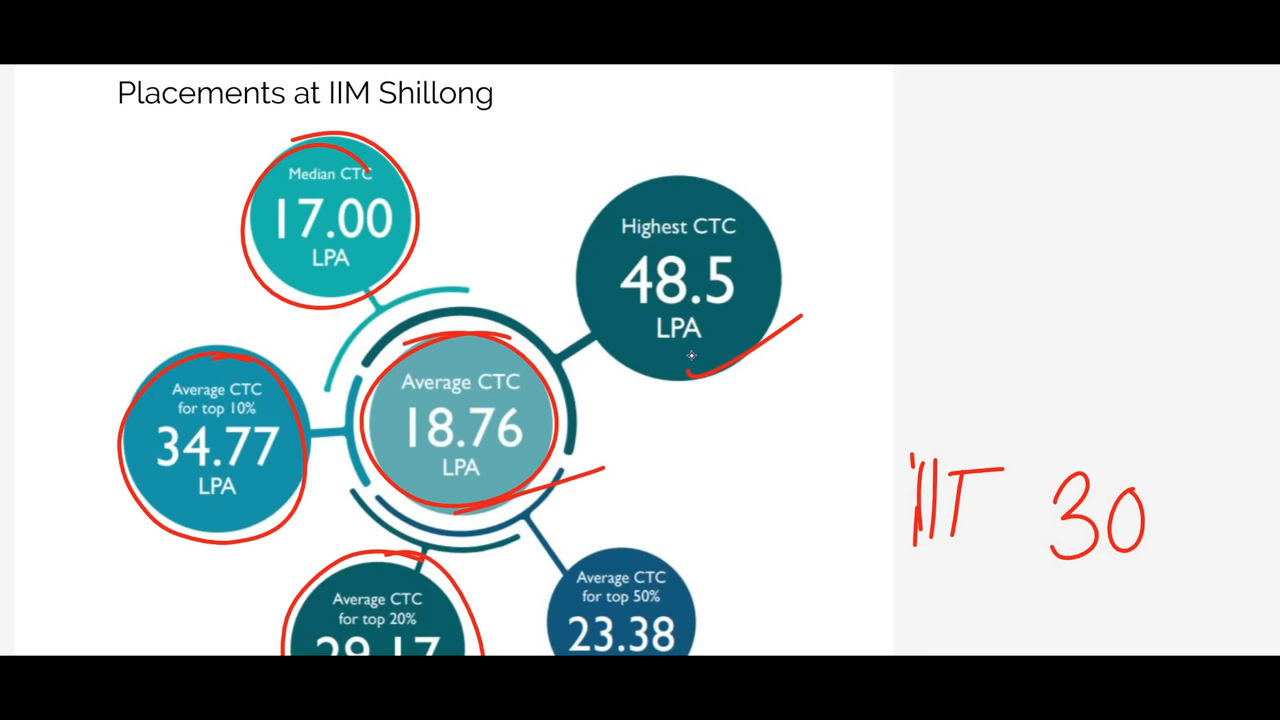 Placements at IIM Shillong
Median CTC
17.00
LPA
Highest CTC
48.5
LPA
Average CTC
for top 10%
34.77
LPA
Average CTC
18.76
LPA
IIT 30
Average CTC
for top 20%
29.17
Average CTC
for top 50%
23.38